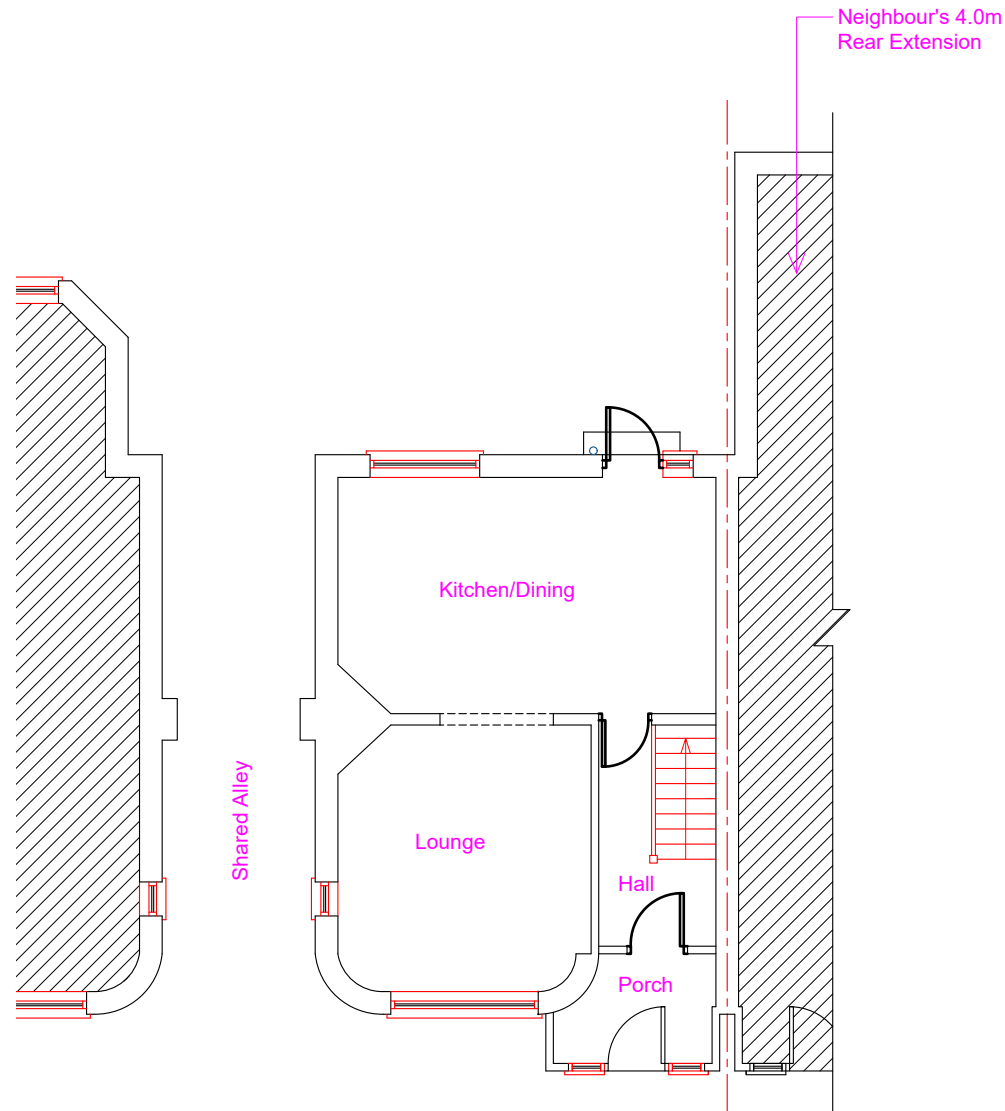 Neighbour's 4.0m
Rear Extension
Kitchen/Dining
Shared Alley
Lounge
Hall
Porch